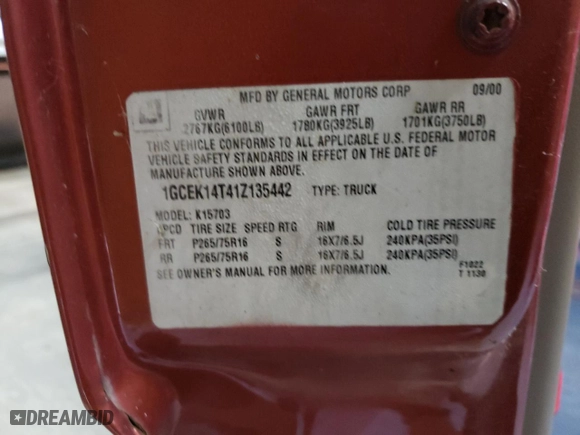 MFD BY GENERAL MOTORS CORP 09/00
GVWR GAWR FRT GAWR RR
2767KG(6100LB) 1780KG(3925LB) 1701KG(3750LB)
THIS VEHICLE CONFORMS TO ALL APPLICABLE U.S. FEDERAL MOTOR
VEHICLE SAFETY STANDARDS IN EFFECT ON THE DATE OF
MANUFACTURE SHOWN ABOVE.
1GCEK14T41Z135442 TYPE: TRUCK
MODEL: K15703
TIRE SIZE SPEED RTG RIM COLD TIRE PRESSURE
FRT P265/75R16 S 16X7/6.5J 240KPA(35PSI)
RR P265/75R16 S 16X7/6.5J 240KPA(35PSI)
SEE OWNER'S MANUAL FOR MORE INFORMATION.
F1022
T 1130
DREAMBID